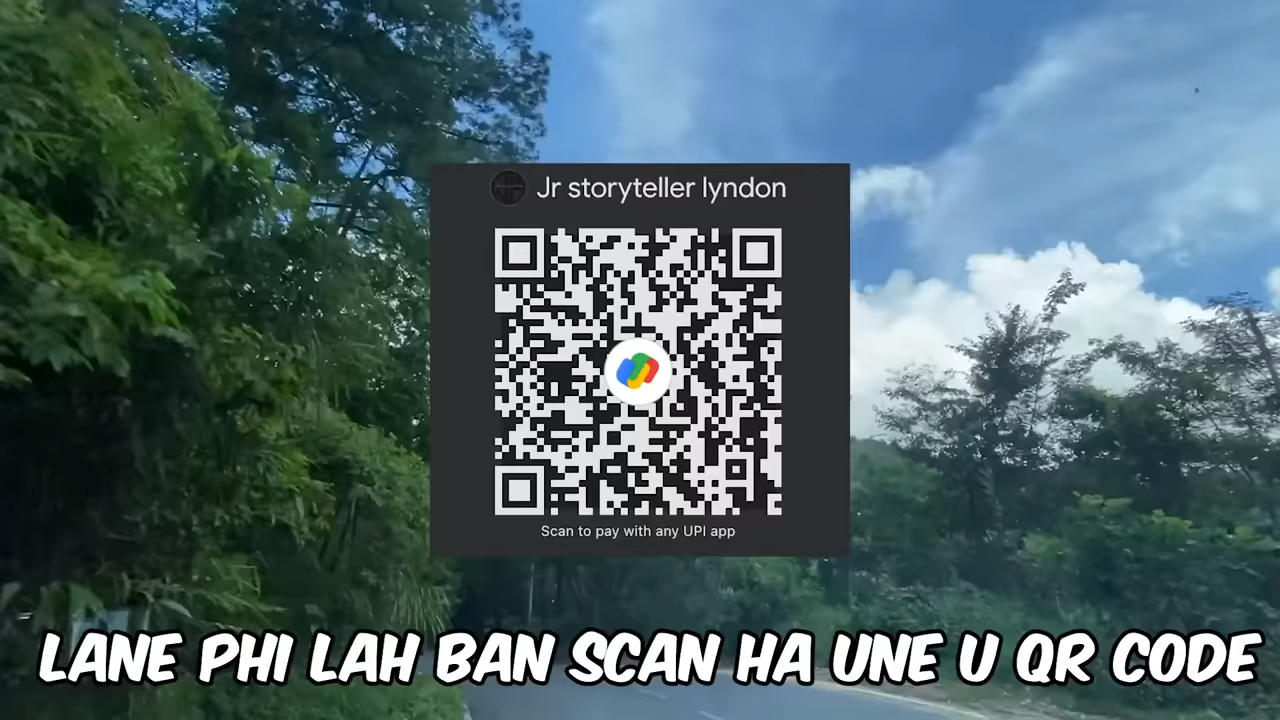 Jr storyteller lyndon
Scan to pay with any UPI app
LANE PHI LAH BAN SCAN HA UNE U QR CODE